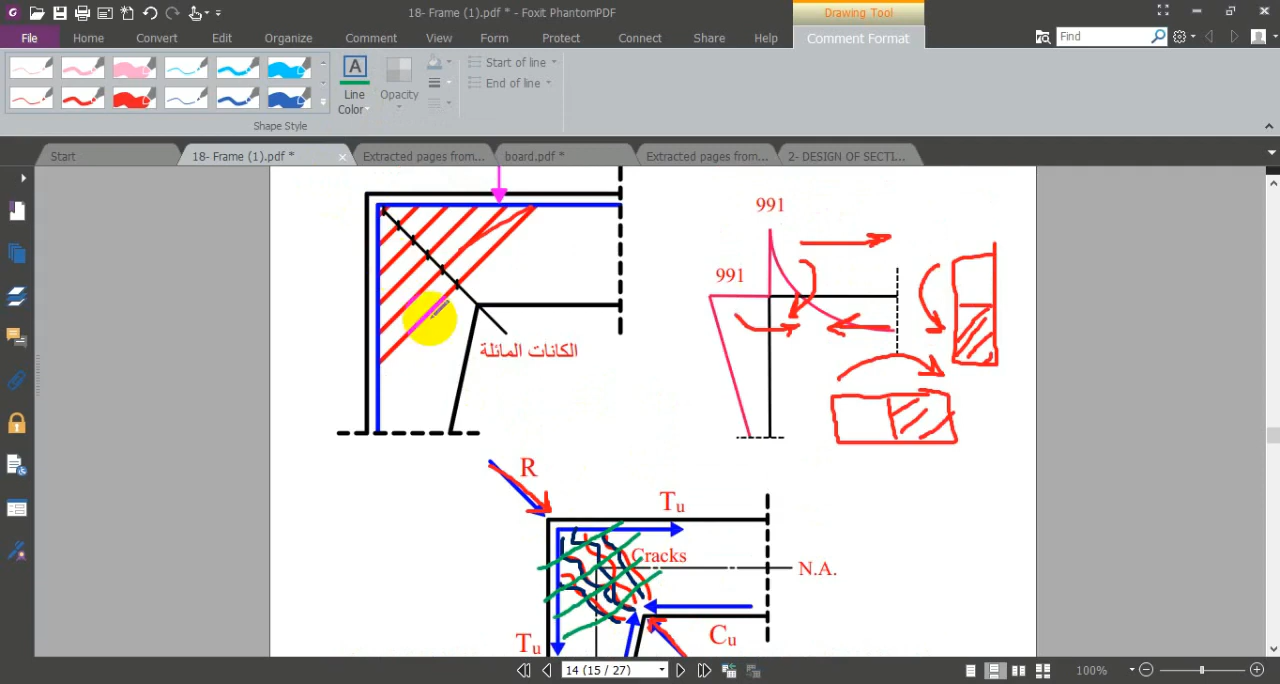 18- Frame (1).pdf * - Foxit PhantomPDF
Drawing Tool
File Home Convert Edit Organize Comment View Form Protect Connect Share Help Comment Format
Find
Line Color
Opacity
Start of line
End of line
Shape Style
Start
18- Frame (1).pdf *
Extracted pages from...
board.pdf *
Extracted pages from...
2- DESIGN OF SECTI...
991
991
الكانات المائلة
R
Tu
Cracks
N.A.
Tu
Cu
14 (15 / 27)
100%